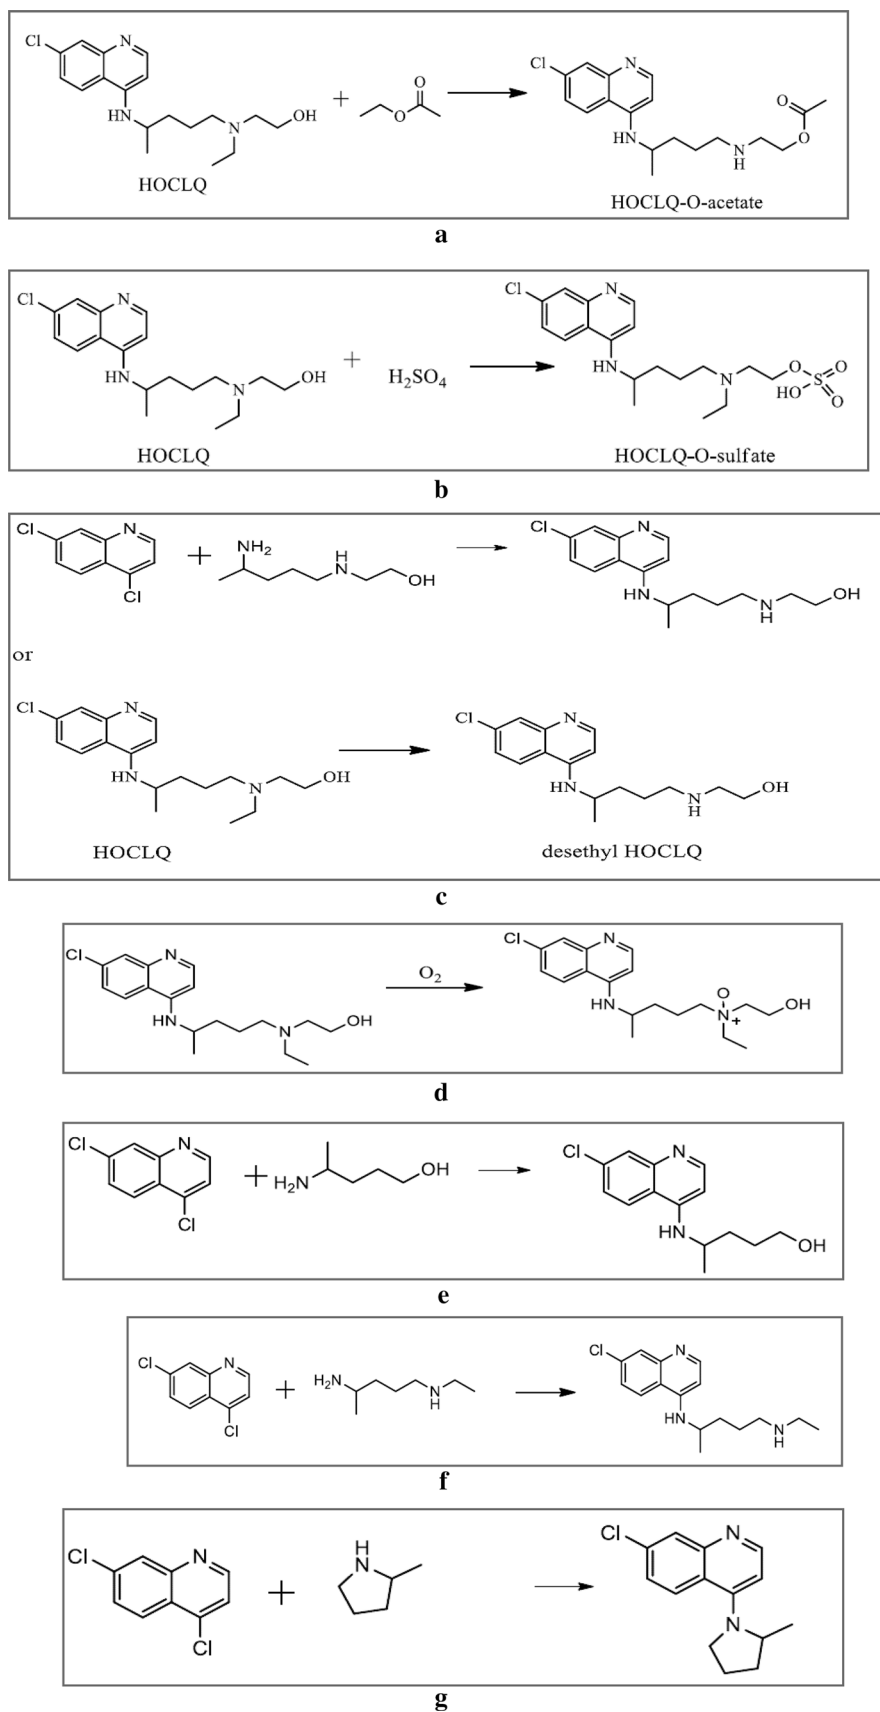 Cl N HN N OH + O O Cl N HN N H O O
HOCLQ HOCLQ-O-acetate
a
Cl N HN N OH + H2SO4 Cl N HN N O S O O HO
HOCLQ HOCLQ-O-sulfate
b
Cl N Cl + NH2 H N OH Cl N HN N H OH
or
Cl N HN N OH Cl N HN N H OH
HOCLQ desethyl HOCLQ
c
Cl N HN N OH O2 Cl N HN O N + OH
d
Cl N Cl + H2N OH Cl N HN OH
e
Cl N Cl + H2N N H Cl N HN N H
f
Cl N Cl + H N Cl N N
g